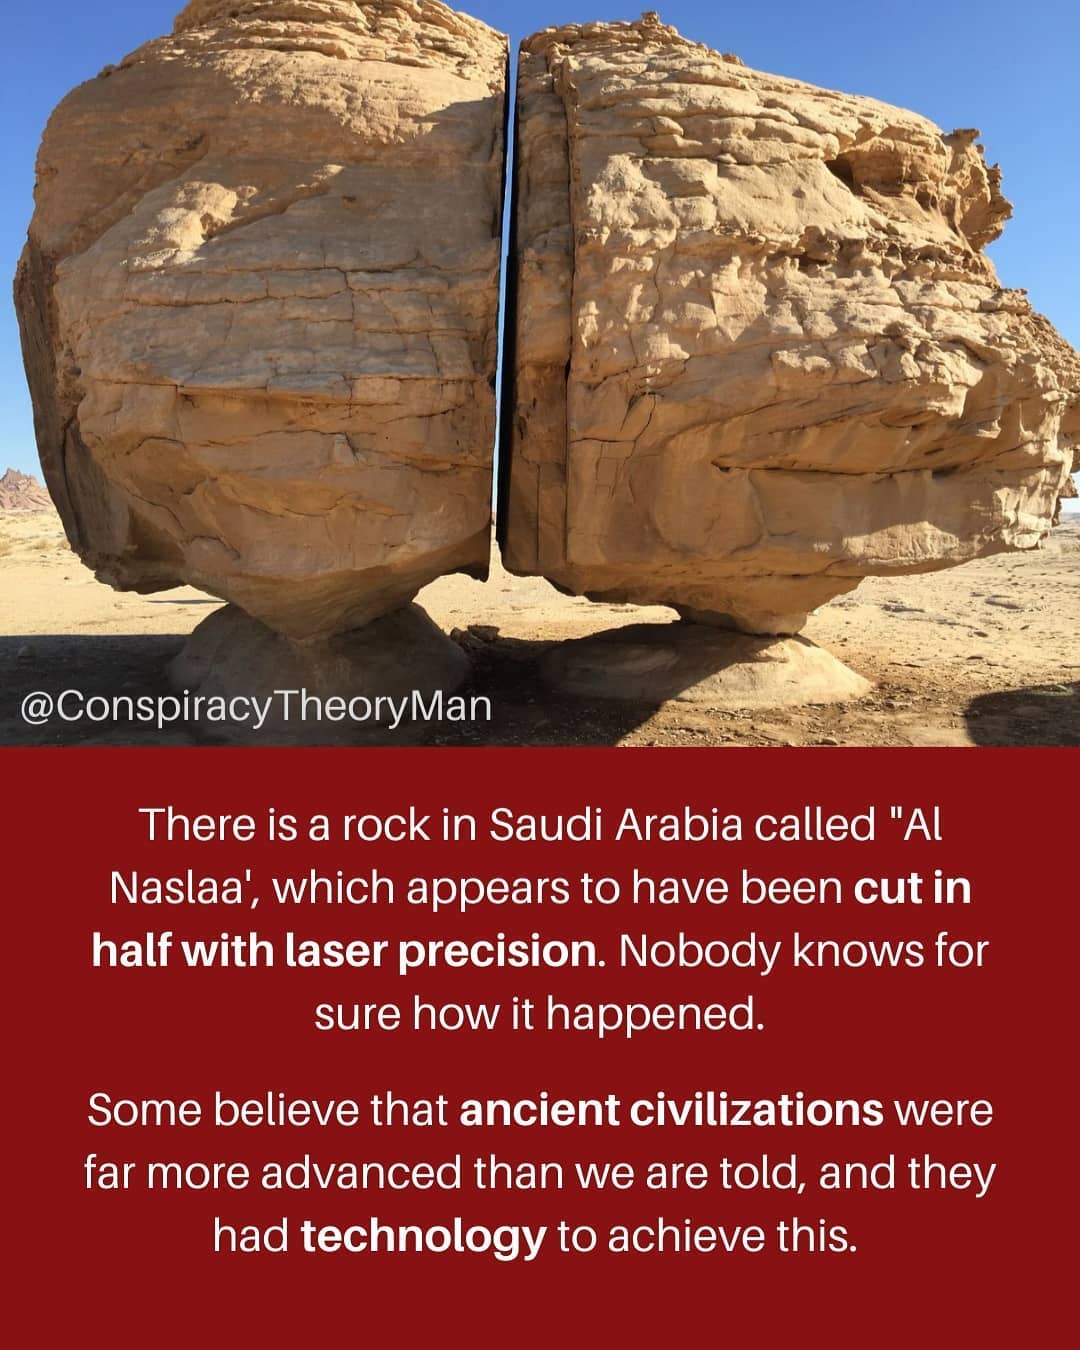 @ConspiracyTheoryMan
There is a rock in Saudi Arabia called "Al
Naslaa', which appears to have been cut in
half with laser precision. Nobody knows for
sure how it happened.
Some believe that ancient civilizations were
far more advanced than we are told, and they
had technology to achieve this.